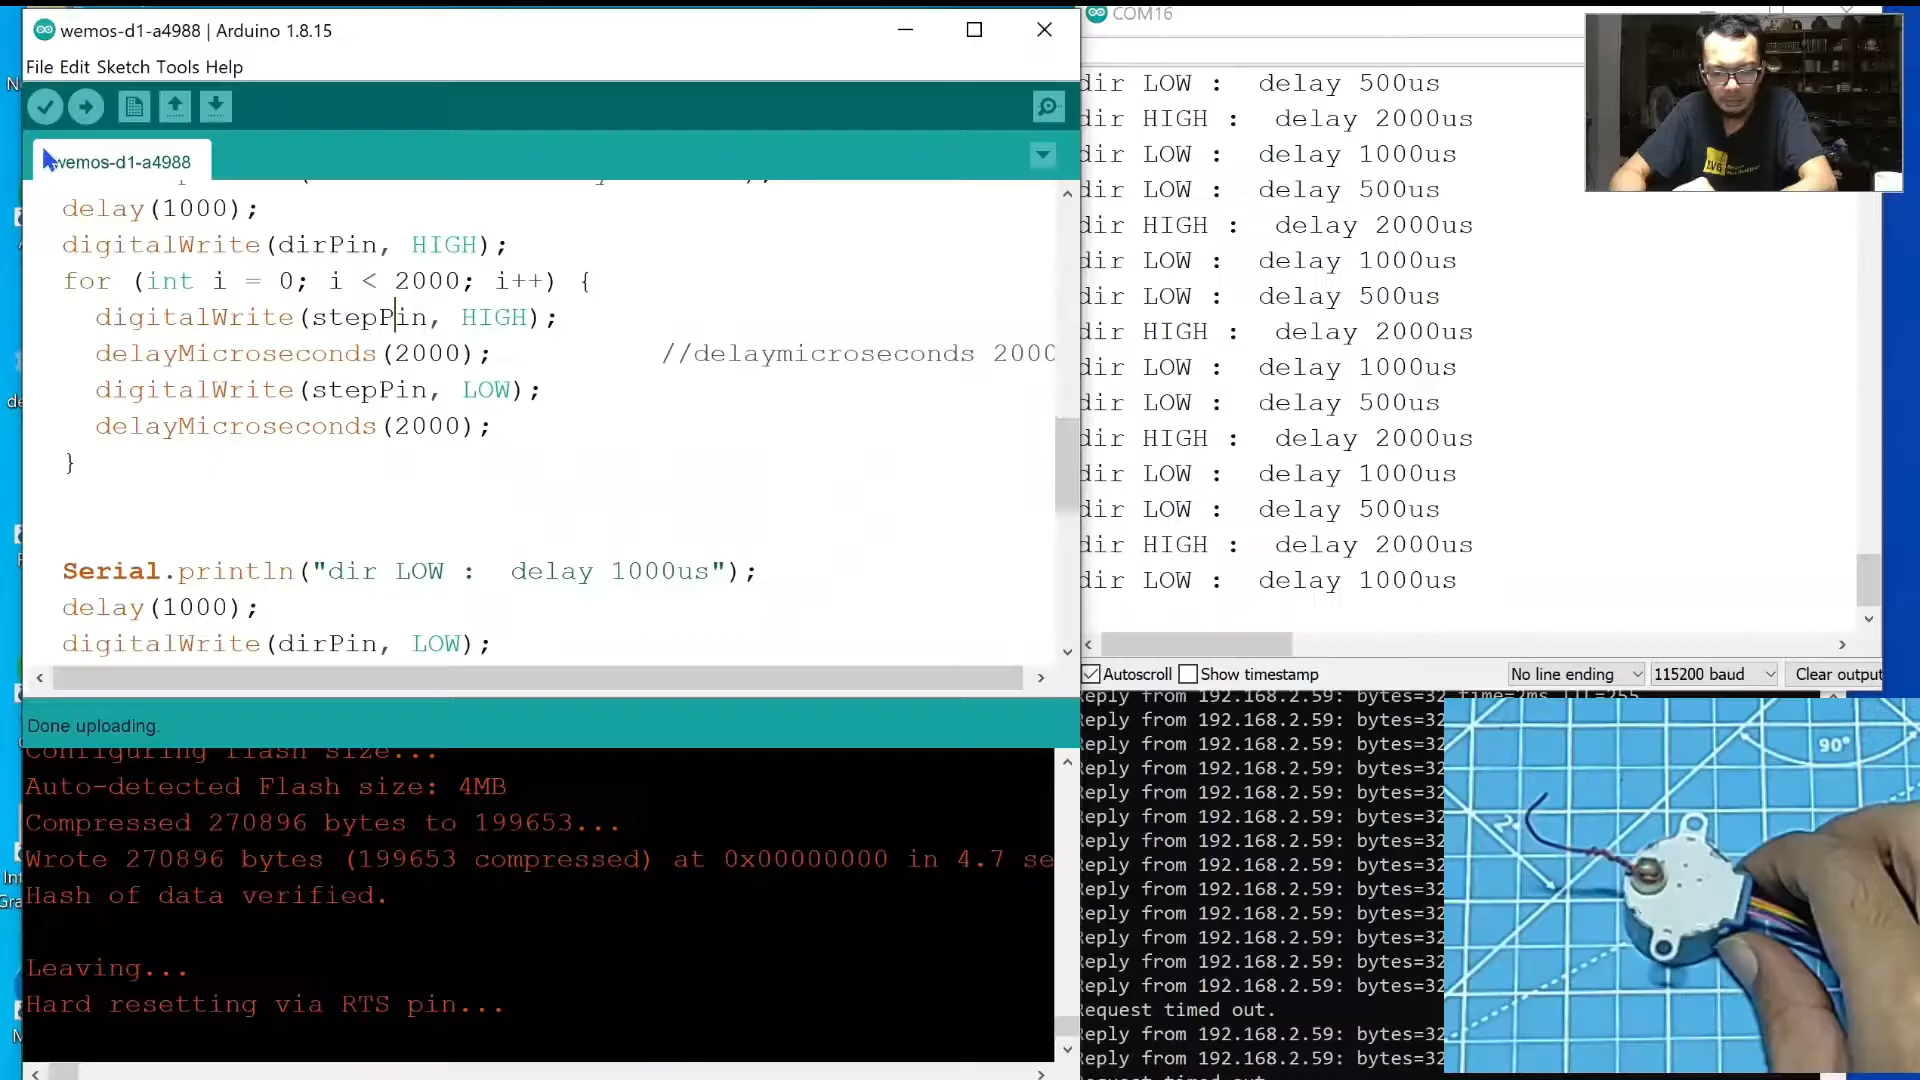 wemos-d1-a4988 | Arduino 1.8.15
File Edit Sketch Tools Help
wemos-d1-a4988
delay(1000);
digitalWrite(dirPin, HIGH);
for (int i = 0; i < 2000; i++) {
digitalWrite(stepPin, HIGH);
delayMicroseconds(2000); //delaymicroseconds 2000
digitalWrite(stepPin, LOW);
delayMicroseconds(2000);
}
Serial.println("dir LOW :  delay 1000us");
delay(1000);
digitalWrite(dirPin, LOW);
Done uploading.
Configuring flash size...
Auto-detected Flash size: 4MB
Compressed 270896 bytes to 199653...
Wrote 270896 bytes (199653 compressed) at 0x00000000 in 4.7 se
Hash of data verified.
Leaving...
Hard resetting via RTS pin...
COM16
dir LOW :  delay 500us
dir HIGH :  delay 2000us
dir LOW :  delay 1000us
dir LOW :  delay 500us
dir HIGH :  delay 2000us
dir LOW :  delay 1000us
dir LOW :  delay 500us
dir HIGH :  delay 2000us
dir LOW :  delay 1000us
dir LOW :  delay 500us
dir HIGH :  delay 2000us
dir LOW :  delay 1000us
dir LOW :  delay 500us
dir HIGH :  delay 2000us
dir LOW :  delay 1000us
Autoscroll Show timestamp No line ending 115200 baud Clear output
Reply from 192.168.2.59: bytes=32 time=2ms TTL=255
Reply from 192.168.2.59: bytes=32
Reply from 192.168.2.59: bytes=32
Reply from 192.168.2.59: bytes=32
Reply from 192.168.2.59: bytes=32
Reply from 192.168.2.59: bytes=32
Reply from 192.168.2.59: bytes=32
Reply from 192.168.2.59: bytes=32
Reply from 192.168.2.59: bytes=32
Reply from 192.168.2.59: bytes=32
Reply from 192.168.2.59: bytes=32
Reply from 192.168.2.59: bytes=32
Reply from 192.168.2.59: bytes=32
Request timed out.
Reply from 192.168.2.59: bytes=32
Reply from 192.168.2.59: bytes=32
Request timed out.
90°